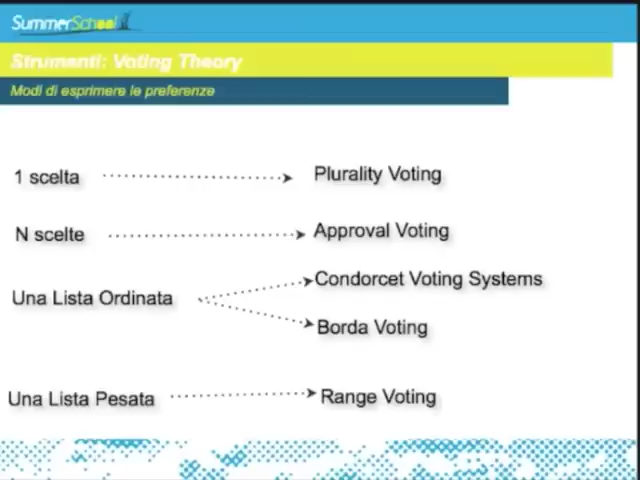 SummerSchool
Strumenti: Voting Theory
Modi di esprimere le preferenze
1 scelta
Plurality Voting
N scelte
Approval Voting
Una Lista Ordinata
Condorcet Voting Systems
Borda Voting
Una Lista Pesata
Range Voting